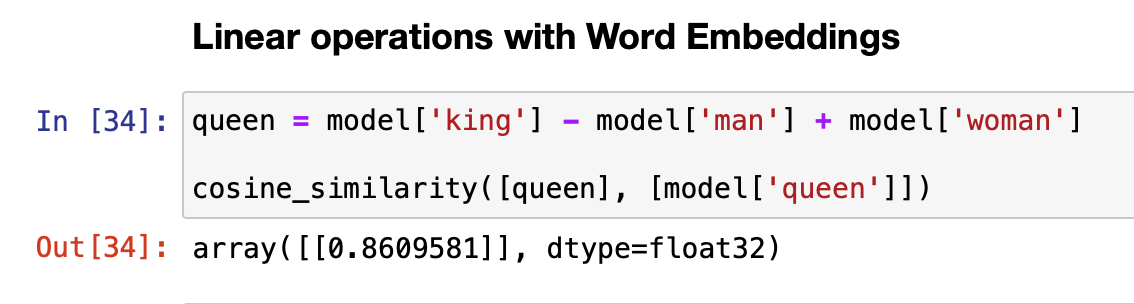 Linear operations with Word Embeddings
In [34]: queen = model['king'] - model['man'] + model['woman']
cosine_similarity([queen], [model['queen']])
Out[34]: array([[0.8609581]], dtype=float32)